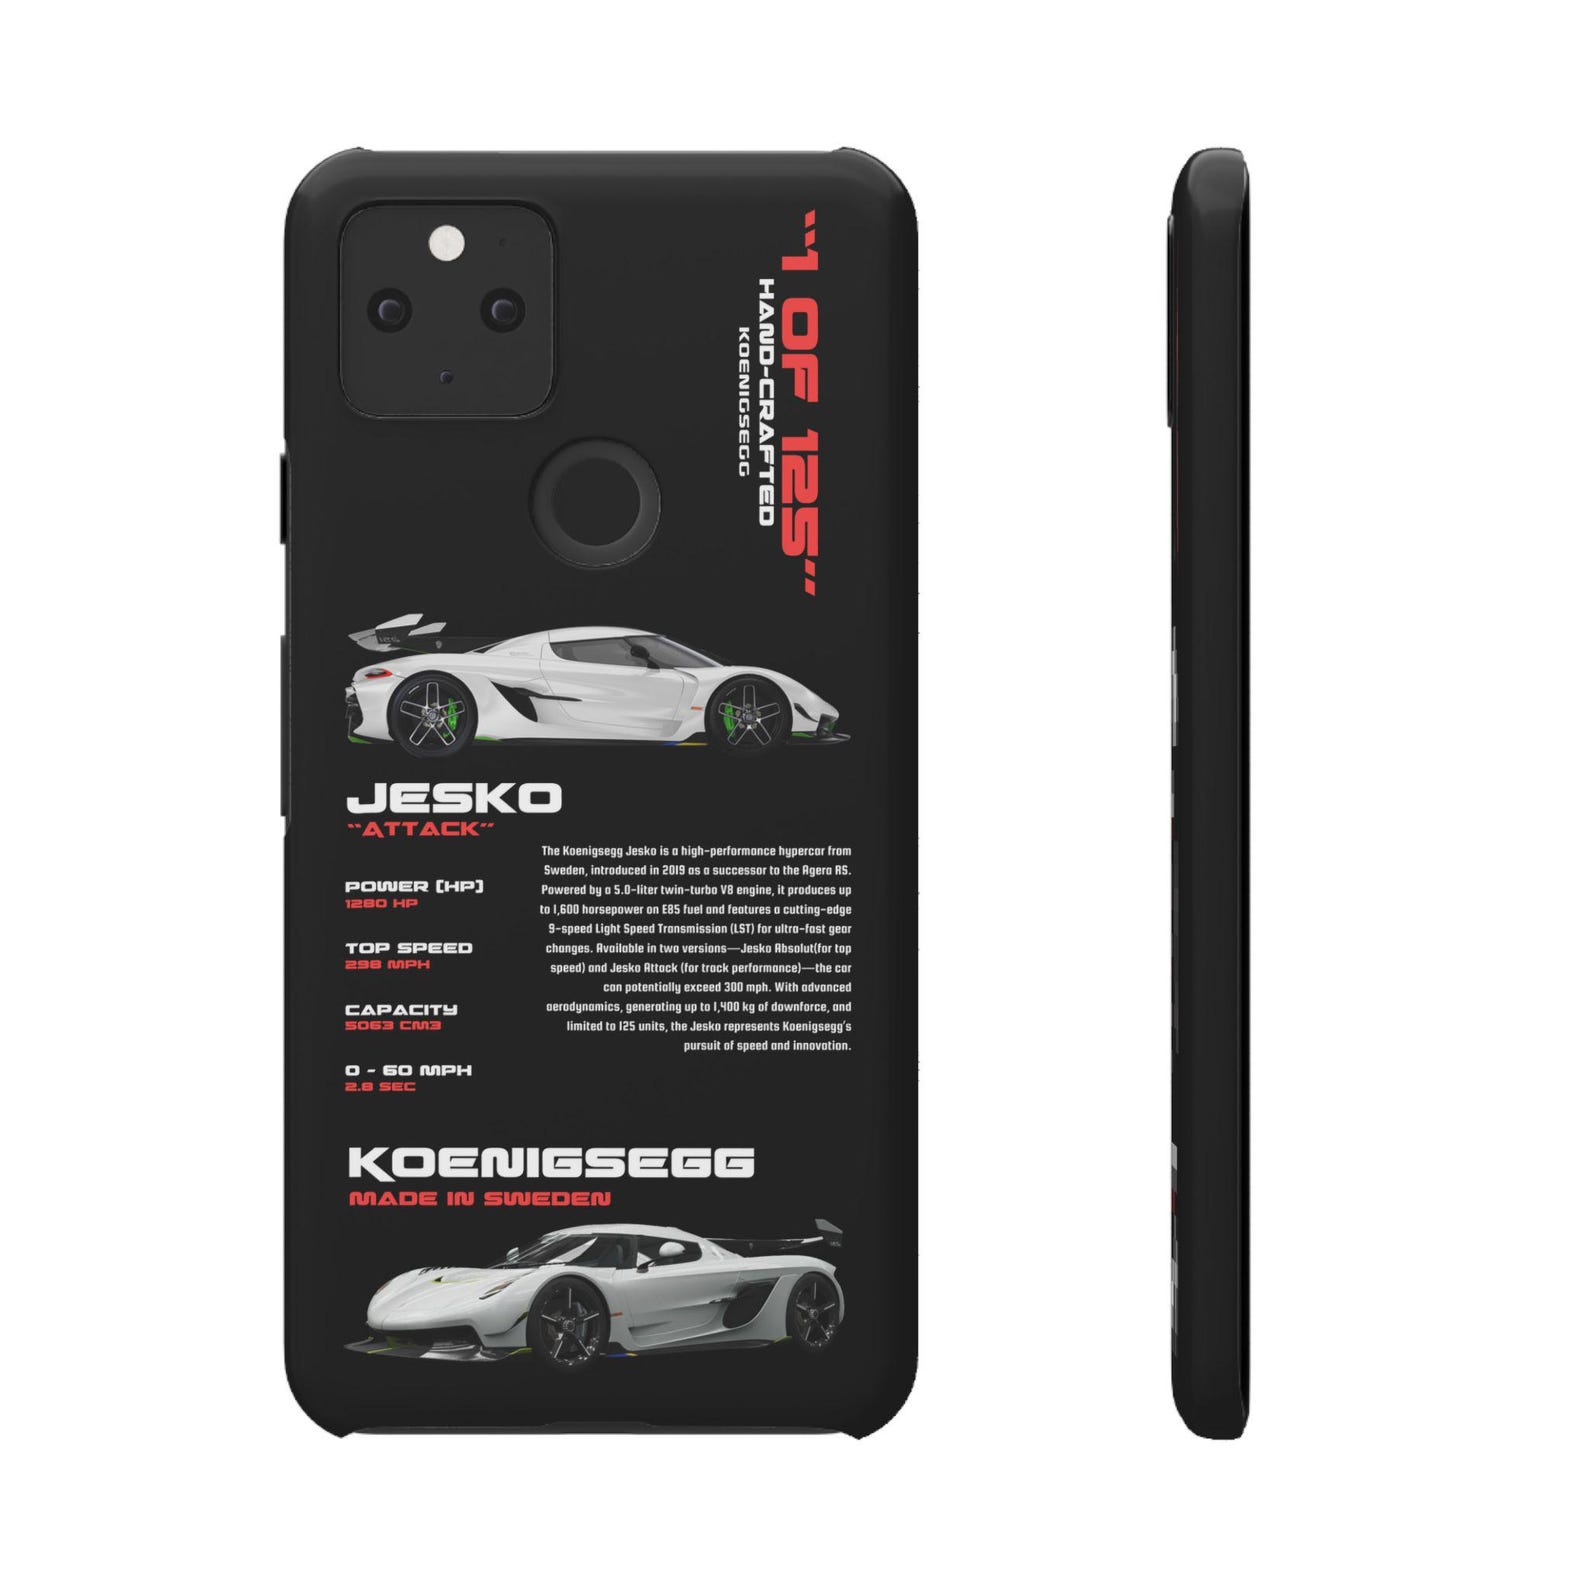 “1 OF 125”
HAND-CRAFTED
KOENIGSEGG
JESKO
“ATTACK”
POWER (HP)
1280 HP
TOP SPEED
298 MPH
CAPACITY
5063 CM3
0 - 60 MPH
2.8 SEC
The Koenigsegg Jesko is a high-performance hypercar from
Sweden, introduced in 2019 as a successor to the Agera RS.
Powered by a 5.0-liter twin-turbo V8 engine, it produces up
to 1,600 horsepower on E85 fuel and features a cutting-edge
9-speed Light Speed Transmission (LST) for ultra-fast gear
changes. Available in two versions—Jesko Absolut(for top
speed) and Jesko Attack (for track performance)—the car
can potentially exceed 300 mph. With advanced
aerodynamics, generating up to 1,400 kg of downforce, and
limited to 125 units, the Jesko represents Koenigsegg’s
pursuit of speed and innovation.
KOENIGSEGG
MADE IN SWEDEN